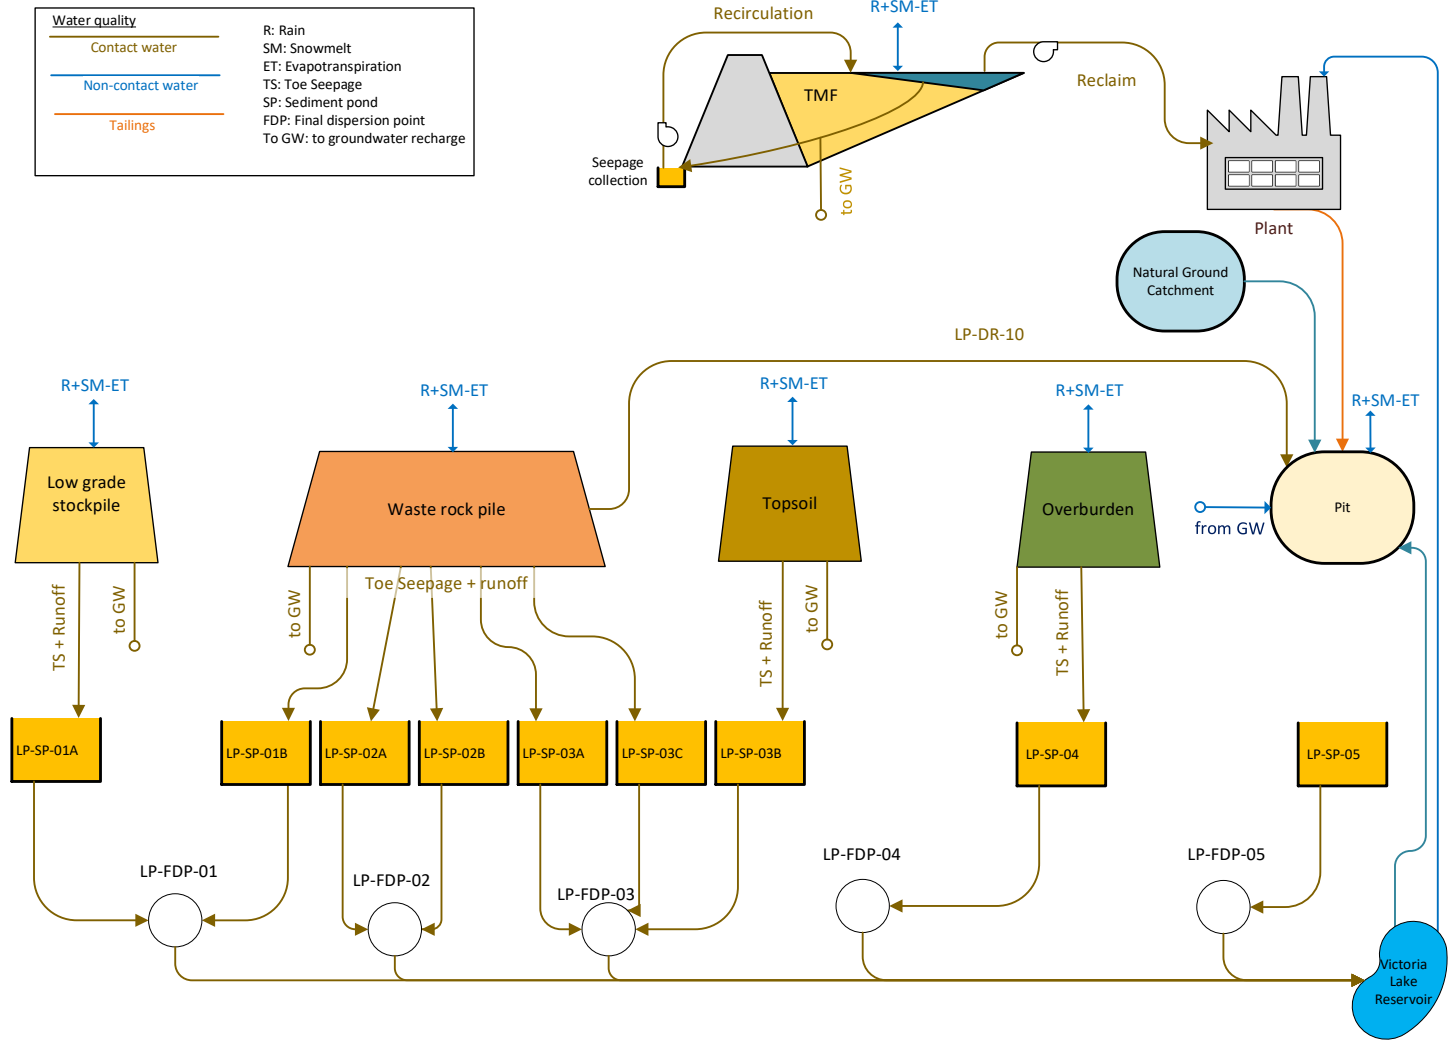 Water quality
Contact water
Non-contact water
Tailings
R: Rain
SM: Snowmelt
ET: Evapotranspiration
TS: Toe Seepage
SP: Sediment pond
FDP: Final dispersion point
To GW: to groundwater recharge
Recirculation
R+SM-ET
Reclaim
TMF
Seepage
collection
to GW
Plant
Natural Ground
Catchment
LP-DR-10
R+SM-ET
R+SM-ET
R+SM-ET
R+SM-ET
R+SM-ET
Low grade
stockpile
Waste rock pile
Topsoil
Overburden
Pit
from GW
TS + Runoff
to GW
to GW
Toe Seepage + runoff
TS + Runoff
to GW
to GW
TS + Runoff
LP-SP-01A
LP-SP-01B
LP-SP-02A
LP-SP-02B
LP-SP-03A
LP-SP-03C
LP-SP-03B
LP-SP-04
LP-SP-05
LP-FDP-01
LP-FDP-02
LP-FDP-03
LP-FDP-04
LP-FDP-05
Victoria
Lake
Reservoir